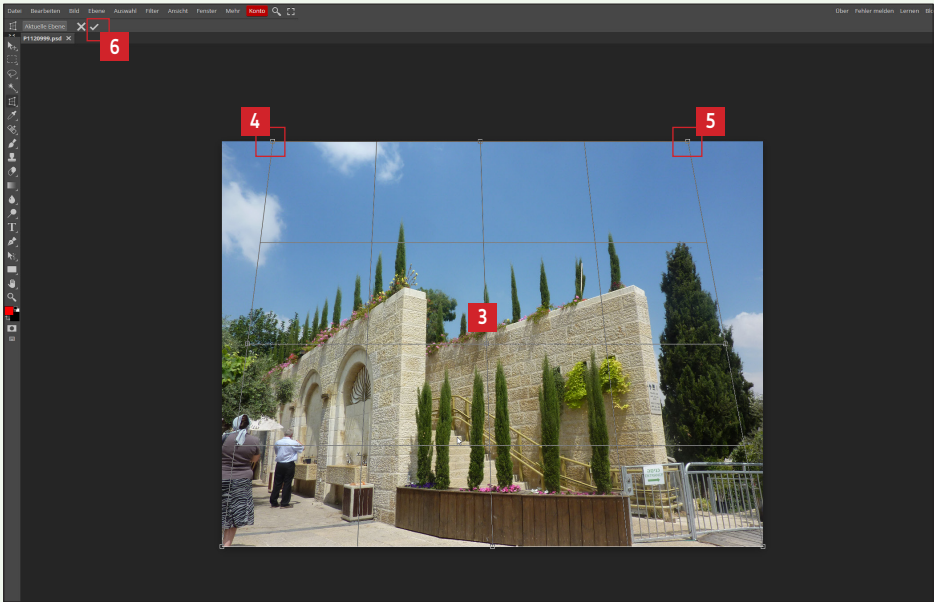 Datei Bearbeiten Bild Ebene Auswahl Filter Ansicht Fenster Mehr Konto Über Fehler melden Lernen
Aktuelle Ebene
P1120999.psd
6
4
5
3